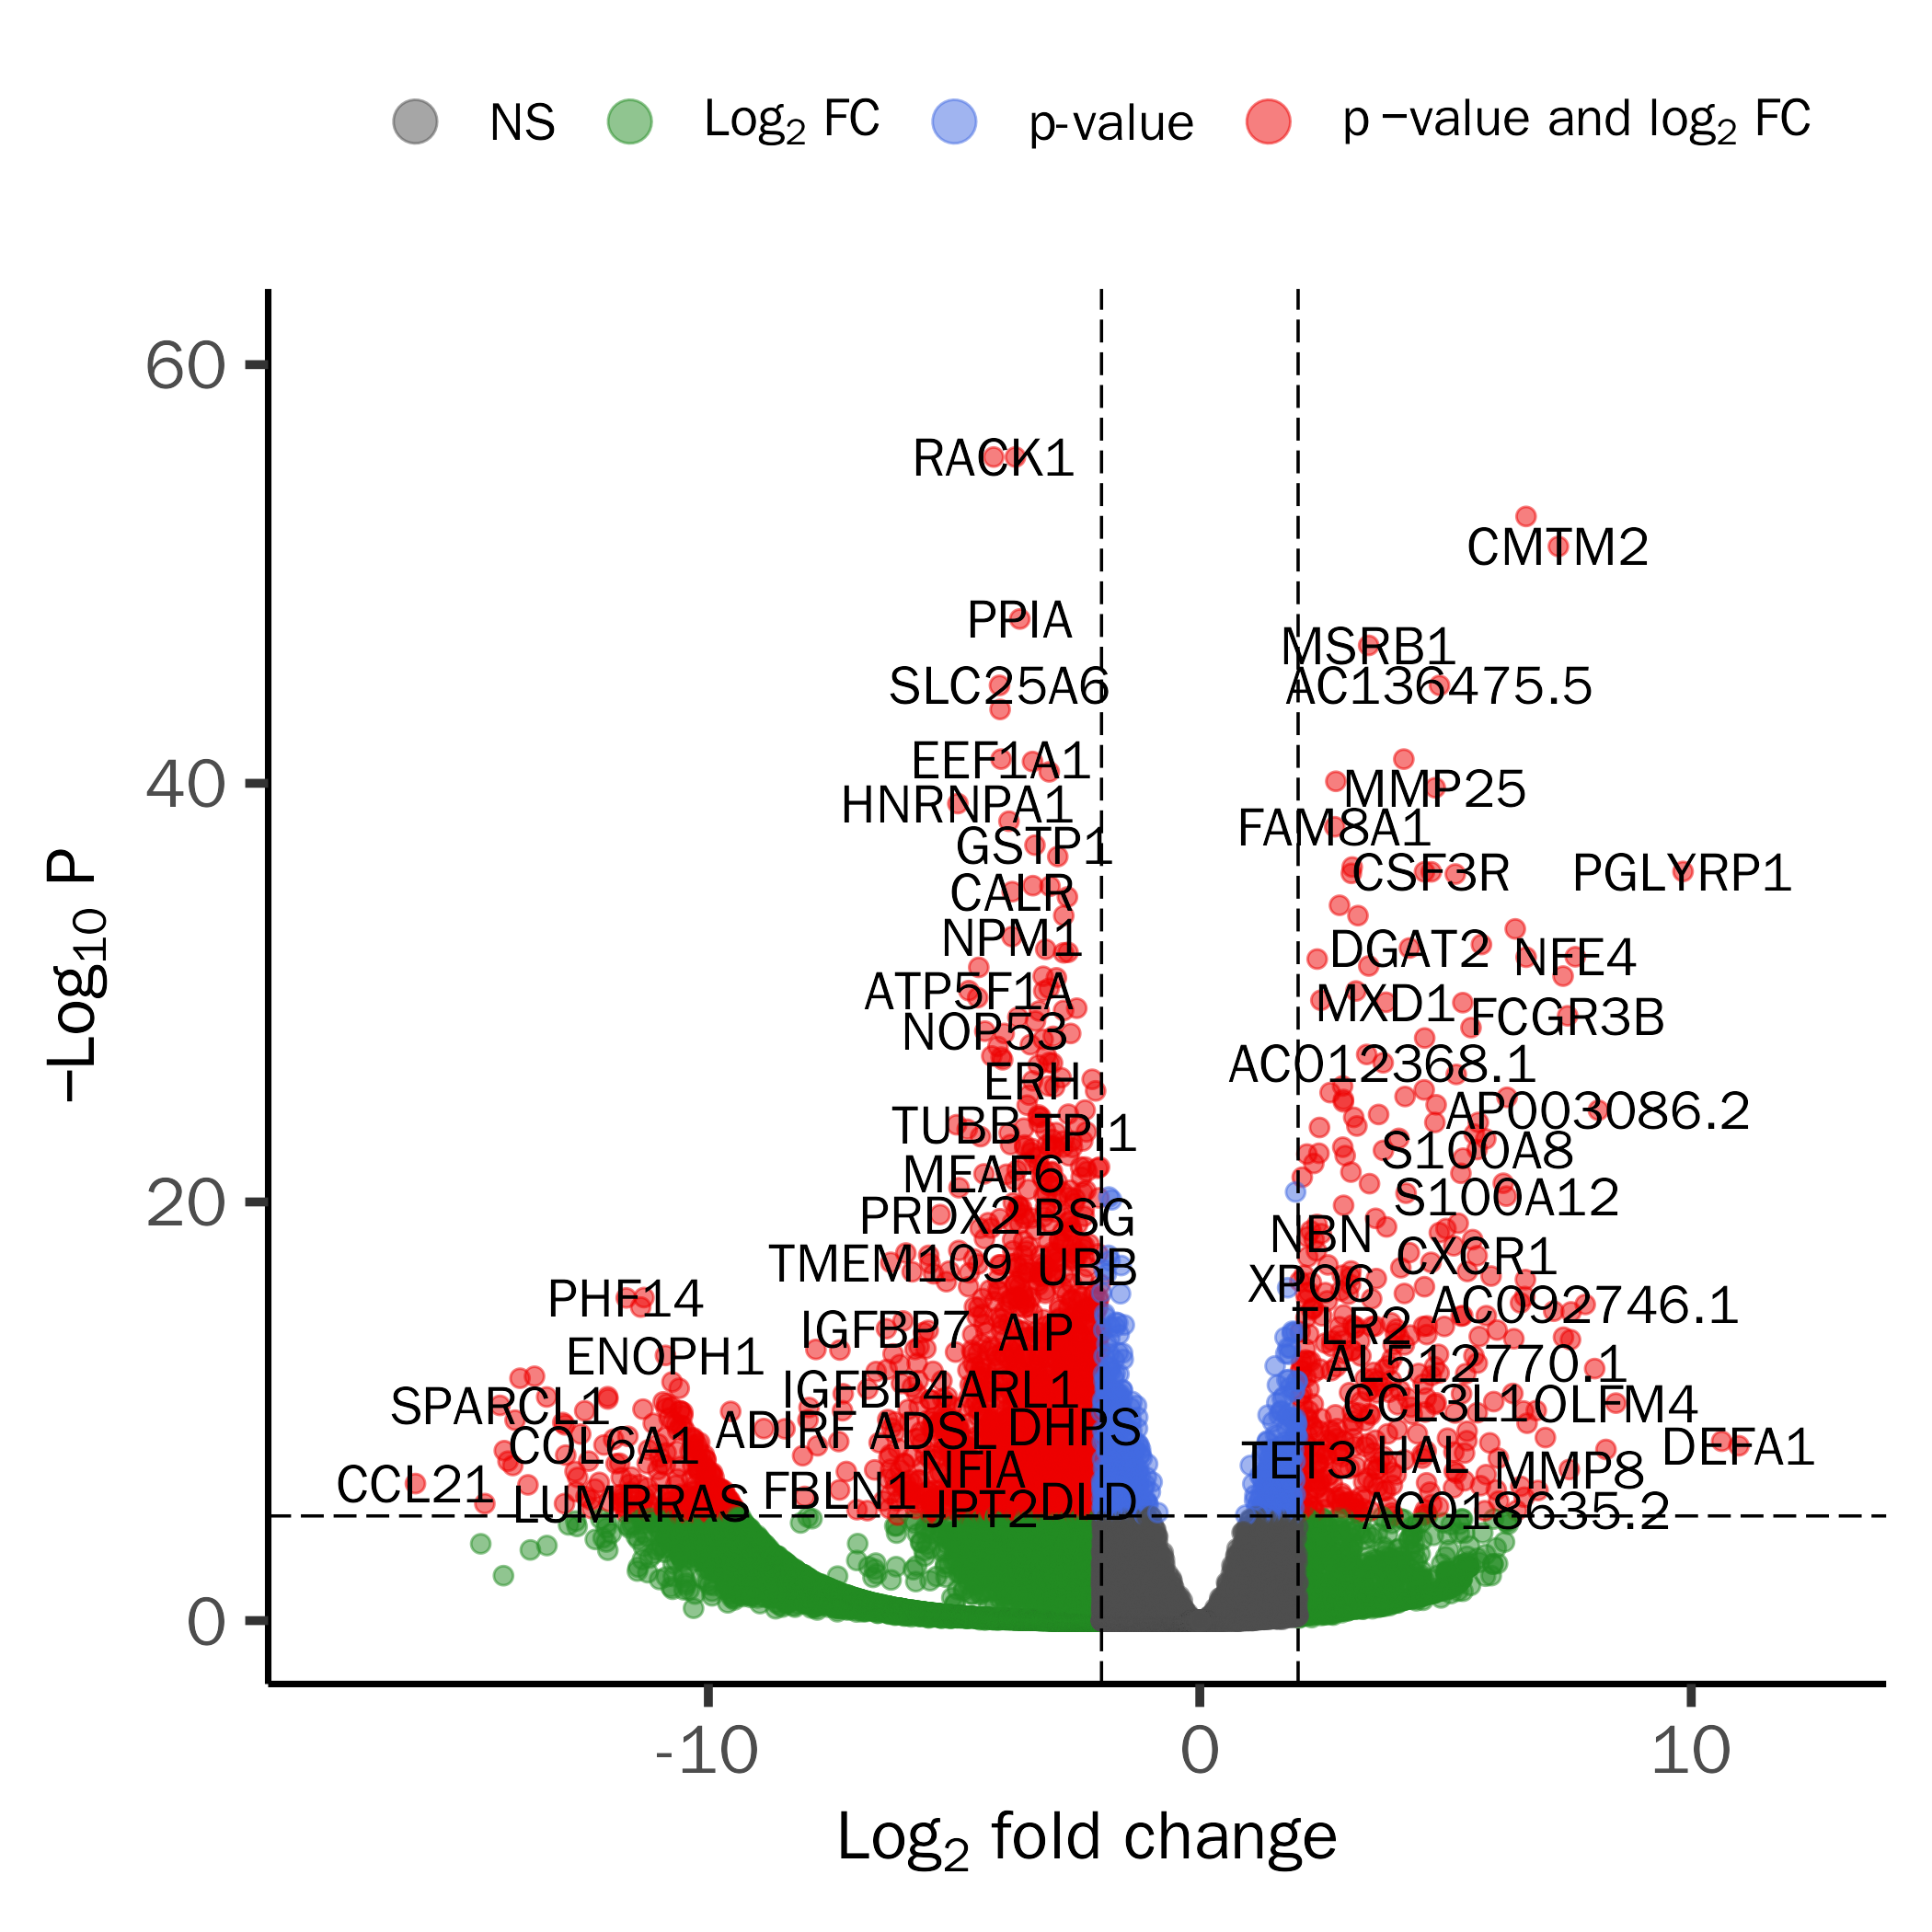 NS
Log2 FC
p-value
p −value and log2 FC
−Log10 P
60
40
20
0
RACK1
CMTM2
PPIA
MSRB1
SLC25A6
AC136475.5
EEF1A1
MMP25
HNRNPA1
FAM8A1
GSTP1
CSF3R
PGLYRP1
CALR
NPM1
DGAT2
NFE4
ATP5F1A
MXD1
FCGR3B
NOP53
AC012368.1
ERH
AP003086.2
TUBB
TPI1
S100A8
MEAF6
S100A12
PRDX2
BSG
NBN
CXCR1
TMEM109
UBB
XPO6
PHF14
AC092746.1
IGFBP7
AIP
TLR2
ENOPH1
AL512770.1
IGFBP4
ARL1
SPARCL1
CCL3L1
OLFM4
ADIRF
ADSL
DHPS
COL6A1
DEFA1
TET3
HAL
NFIA
MMP8
CCL21
FBLN1
LUM
RRAS
JPT2
DLD
AC018635.2
-10
0
10
Log2 fold change